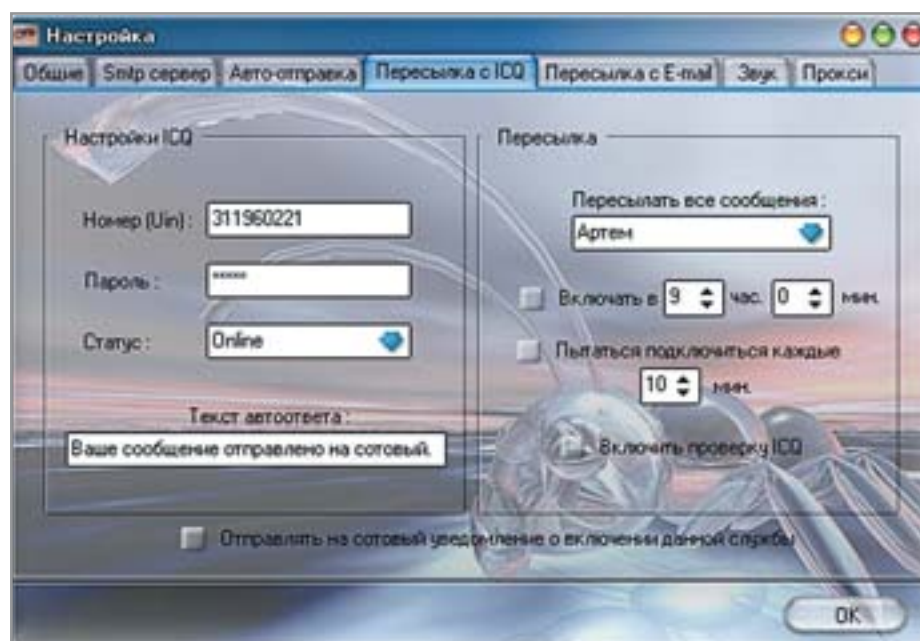 Настройка
Общие Smtp сервер Авто-отправка Пересылка с ICQ Пересылка с E-mail Звук Прокси
Настройки ICQ
Номер (Uin) : 311960221
Пароль : *****
Статус : Online
Текст автоответа :
Ваше сообщение отправлено на сотовый.
Пересылка
Пересылать все сообщения :
Артем
Включать в 9 час. 0 мин.
Пытаться подключиться каждые
10 мин.
Включить проверку ICQ
Отправлять на сотовый уведомление о включении данной службы
OK